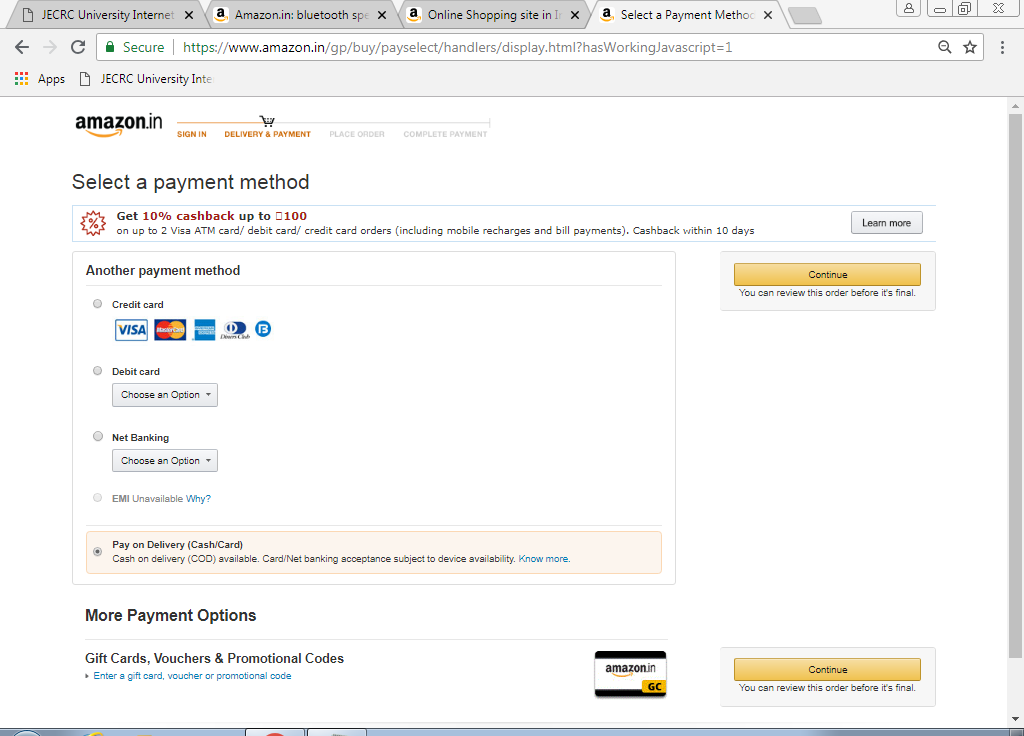 JECRC University Internet
Amazon.in: bluetooth spe
Online Shopping site in In
Select a Payment Method
Secure
https://www.amazon.in/gp/buy/payselect/handlers/display.html?hasWorkingJavascript=1
Apps
JECRC University Inte
amazon.in
SIGN IN DELIVERY & PAYMENT PLACE ORDER COMPLETE PAYMENT
Select a payment method
Get 10% cashback up to ▯100
on up to 2 Visa ATM card/ debit card/ credit card orders (including mobile recharges and bill payments). Cashback within 10 days
Learn more
Another payment method
Continue
You can review this order before it's final.
Credit card
VISA MasterCard Diners Club
Debit card
Choose an Option
Net Banking
Choose an Option
EMI Unavailable Why?
Pay on Delivery (Cash/Card)
Cash on delivery (COD) available. Card/Net banking acceptance subject to device availability. Know more.
More Payment Options
Gift Cards, Vouchers & Promotional Codes
Enter a gift card, voucher or promotional code
amazon.in
GC
Continue
You can review this order before it's final.